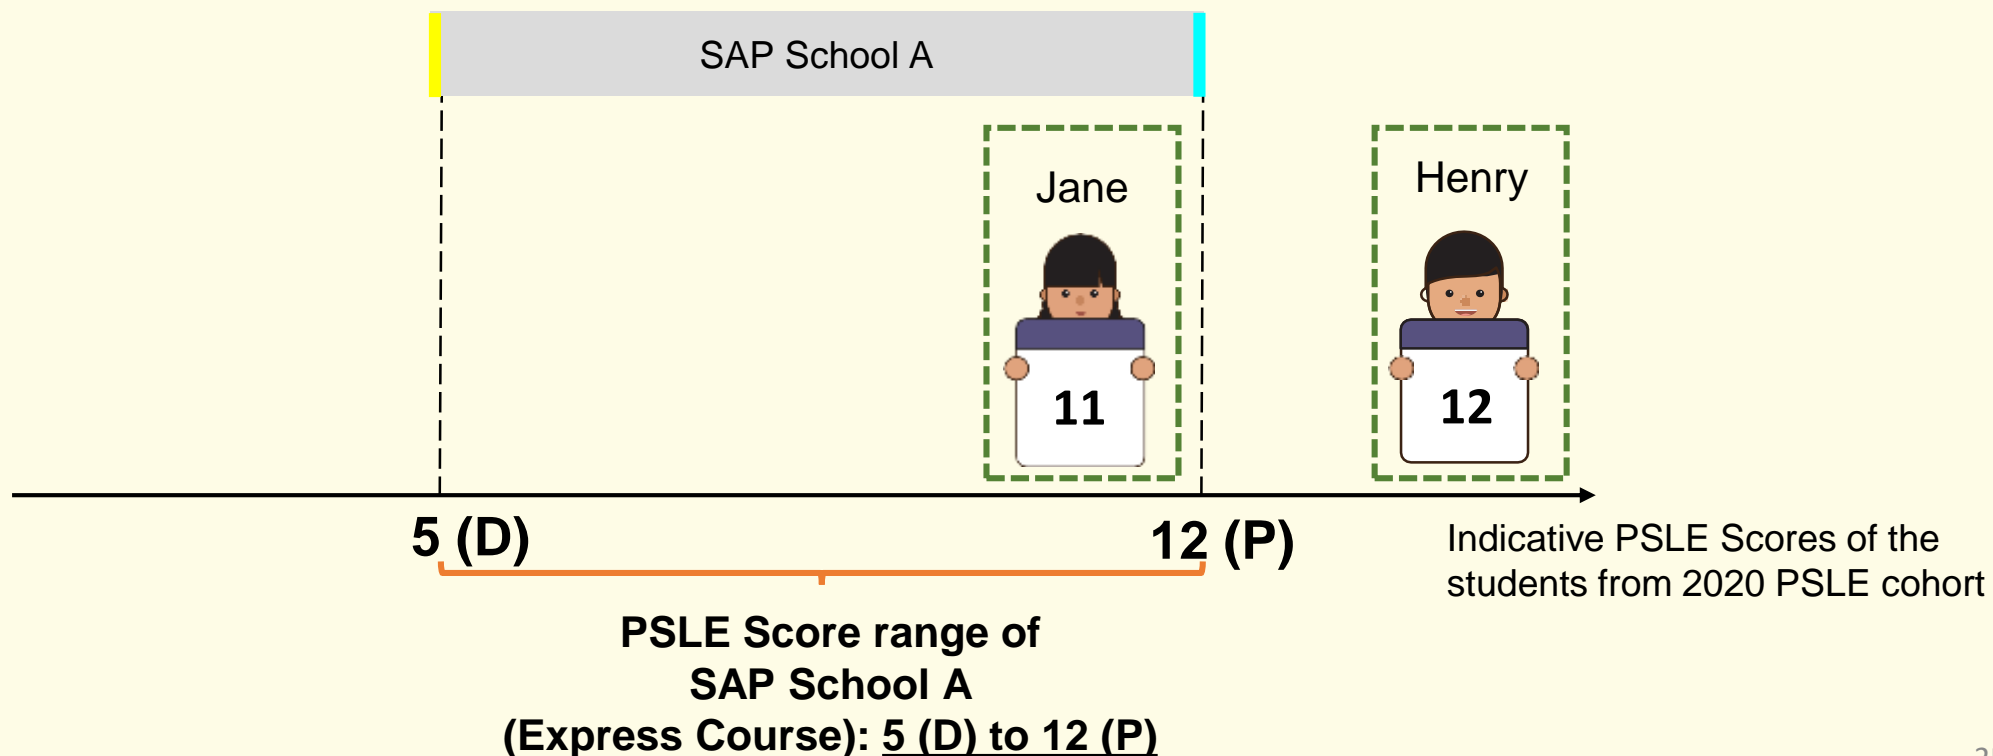 SAP School A
Jane
Henry
11
12
5 (D)
12 (P)
Indicative PSLE Scores of the
students from 2020 PSLE cohort
PSLE Score range of
SAP School A
(Express Course): 5 (D) to 12 (P)